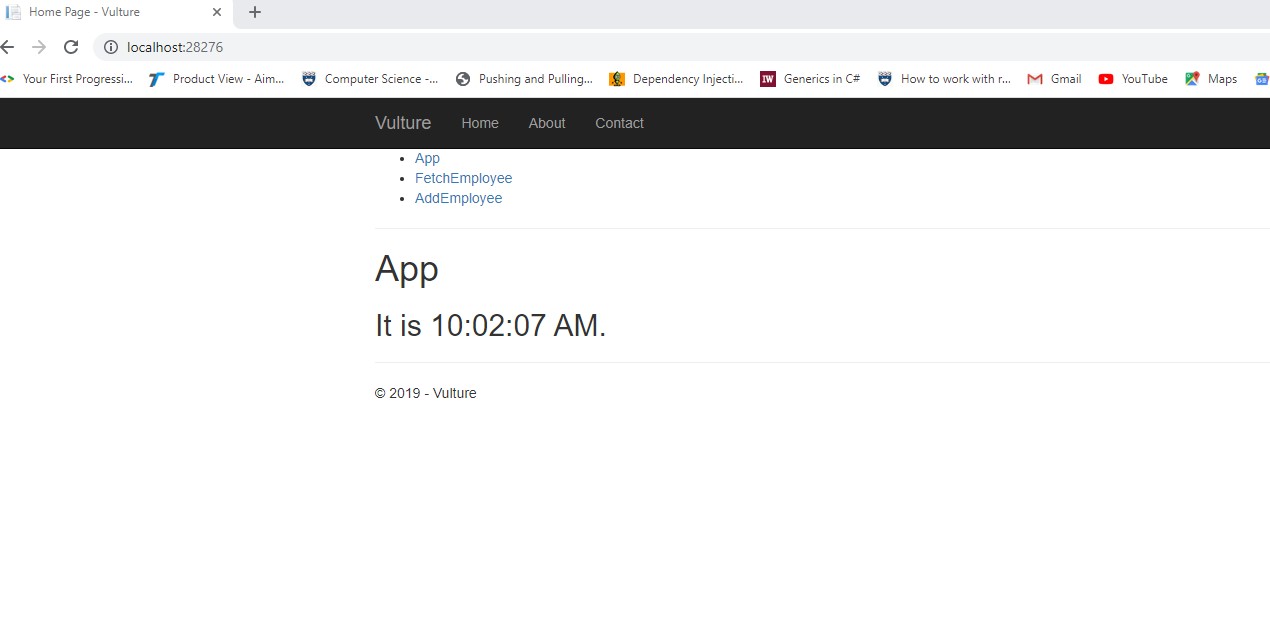 Home Page - Vulture
localhost:28276
Your First Progressi... Product View - Aim... Computer Science -... Pushing and Pulling... Dependency Injecti... IW Generics in C# How to work with r... Gmail YouTube Maps
Vulture Home About Contact
App
FetchEmployee
AddEmployee
App
It is 10:02:07 AM.
© 2019 - Vulture